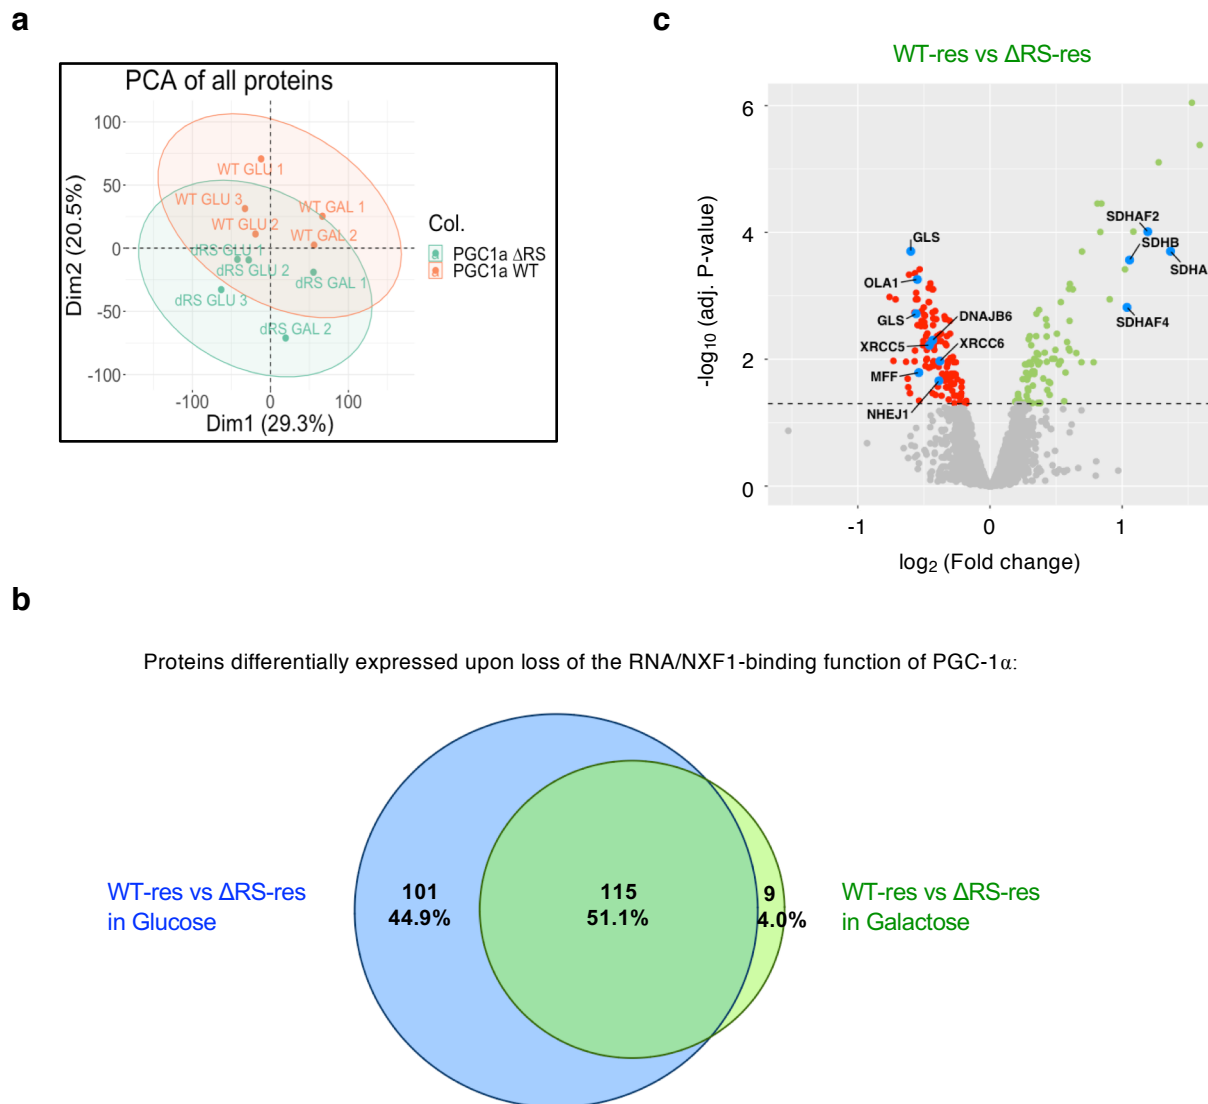 a
PCA of all proteins
Dim2 (20.5%)
100
50
0
-50
-100
-100
0
100
Dim1 (29.3%)
WT GLU 1
WT GLU 3
WT GLU 2
WT GAL 1
WT GAL 2
dRS GLU 1
dRS GLU 2
dRS GLU 3
dRS GAL 1
dRS GAL 2
Col.
a PGC1a ΔRS
a PGC1a WT
c
WT-res vs ΔRS-res
-log10 (adj. P-value)
6
4
2
0
-1
0
1
log2 (Fold change)
GLS
OLA1
GLS
DNAJB6
XRCC5
XRCC6
MFF
NHEJ1
SDHAF2
SDHB
SDHA
SDHAF4
b
Proteins differentially expressed upon loss of the RNA/NXF1-binding function of PGC-1α:
WT-res vs ΔRS-res
in Glucose
101
44.9%
115
51.1%
9
4.0%
WT-res vs ΔRS-res
in Galactose